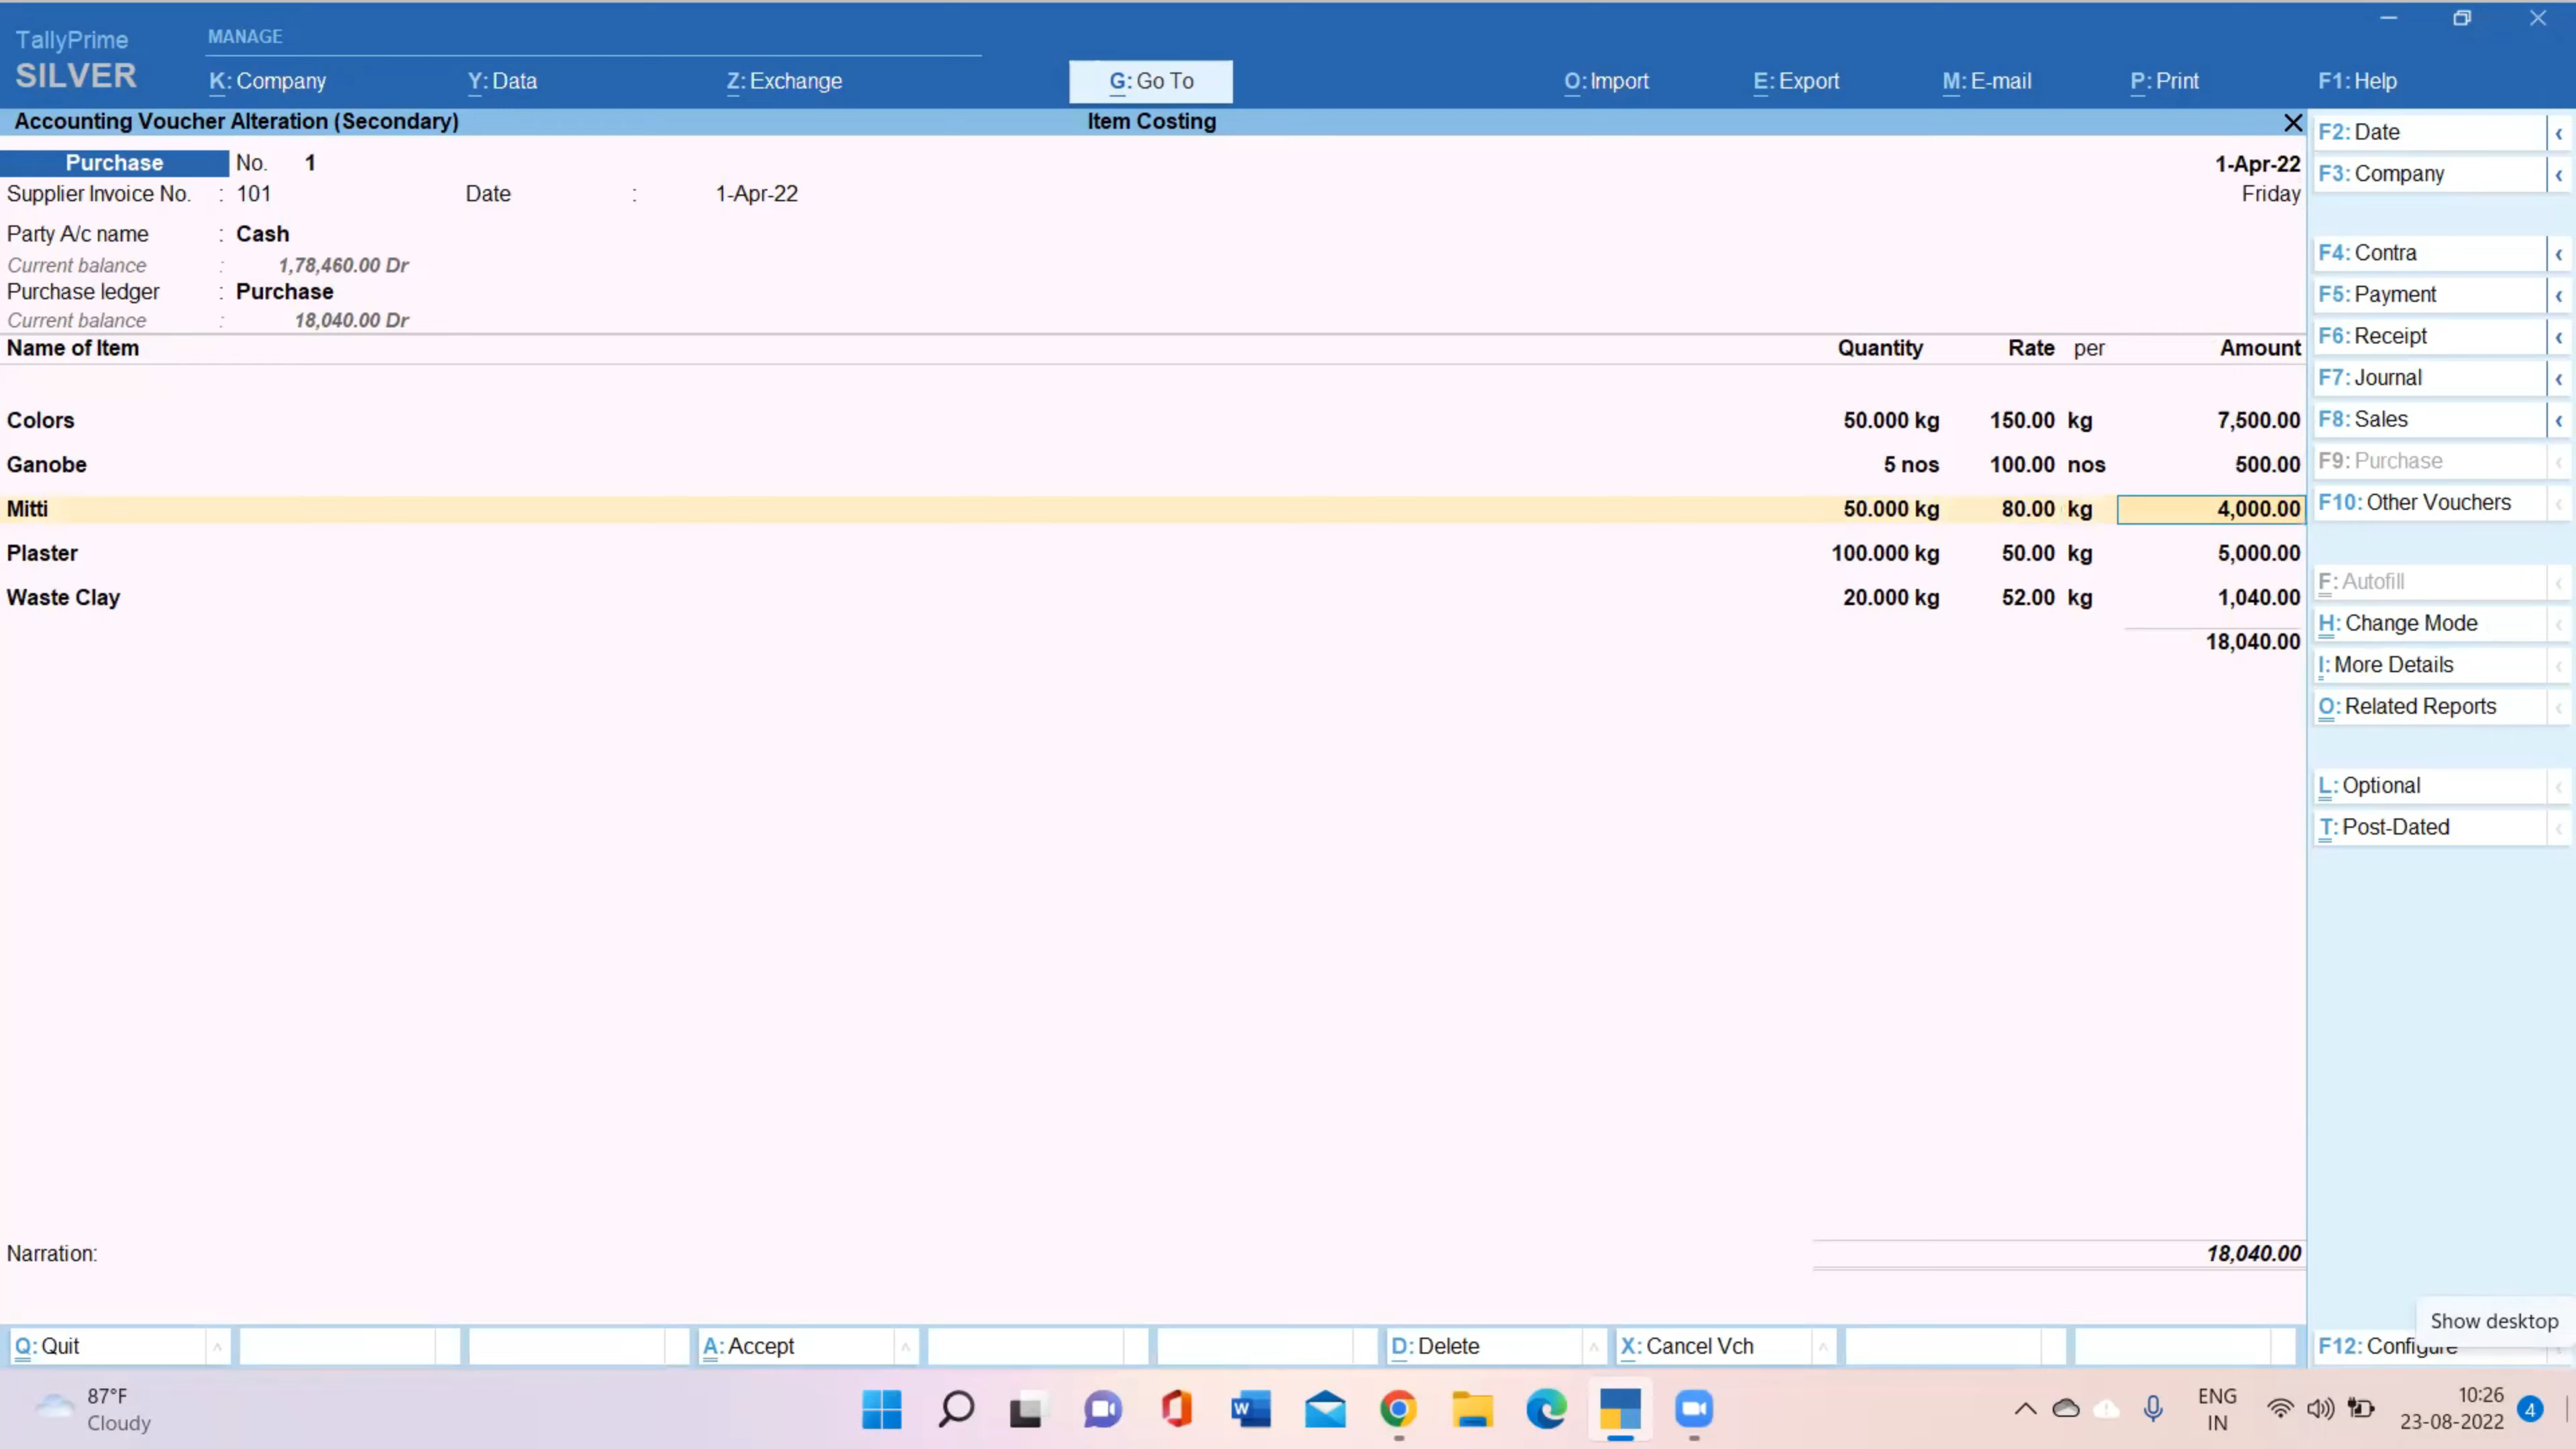 TallyPrime
SILVER
MANAGE
K: Company Y: Data Z: Exchange G: Go To O: Import E: Export M: E-mail P: Print F1: Help
Accounting Voucher Alteration (Secondary) Item Costing
Purchase No. 1 1-Apr-22
Supplier Invoice No. : 101 Date : 1-Apr-22 Friday
Party A/c name : Cash
Current balance : 1,78,460.00 Dr
Purchase ledger : Purchase
Current balance : 18,040.00 Dr
Name of Item Quantity Rate per Amount
Colors 50.000 kg 150.00 kg 7,500.00
Ganobe 5 nos 100.00 nos 500.00
Mitti 50.000 kg 80.00 kg 4,000.00
Plaster 100.000 kg 50.00 kg 5,000.00
Waste Clay 20.000 kg 52.00 kg 1,040.00
18,040.00
Narration: 18,040.00
F2: Date
F3: Company
F4: Contra
F5: Payment
F6: Receipt
F7: Journal
F8: Sales
F9: Purchase
F10: Other Vouchers
F: Autofill
H: Change Mode
I: More Details
O: Related Reports
L: Optional
T: Post-Dated
Show desktop
Q: Quit A: Accept D: Delete X: Cancel Vch F12: Configure
87°F
Cloudy
ENG
IN
10:26
23-08-2022
4